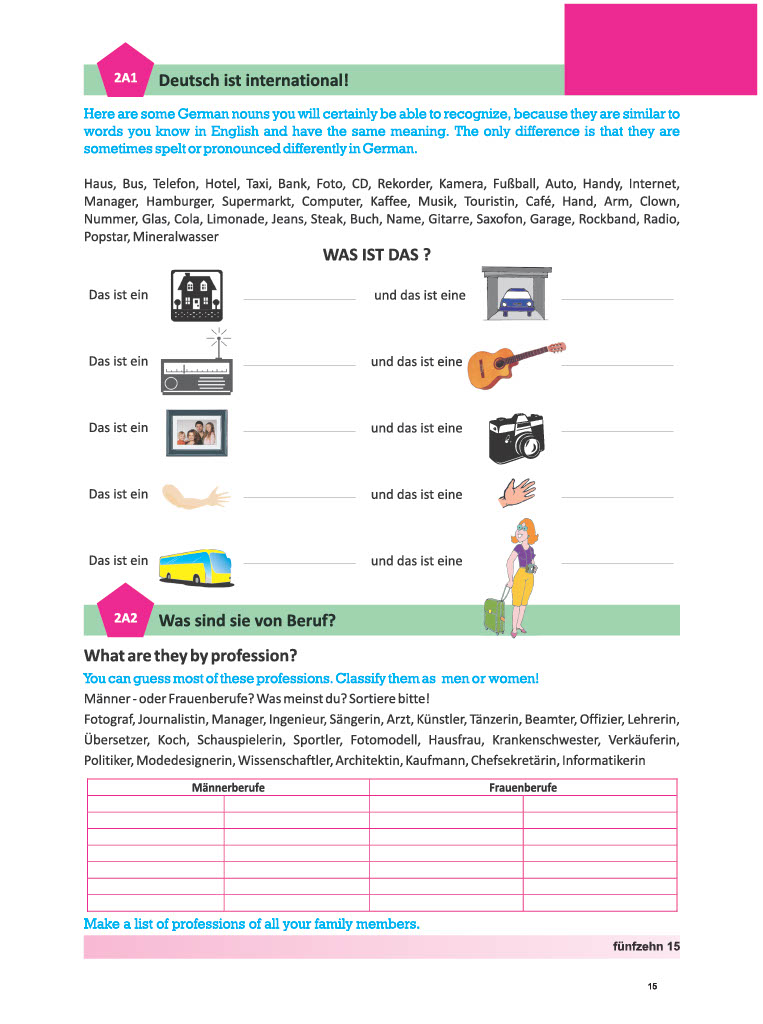 2A1 Deutsch ist international!
Here are some German nouns you will certainly be able to recognize, because they are similar to
words you know in English and have the same meaning. The only difference is that they are
sometimes spelt or pronounced differently in German.
Haus, Bus, Telefon, Hotel, Taxi, Bank, Foto, CD, Rekorder, Kamera, Fußball, Auto, Handy, Internet,
Manager, Hamburger, Supermarkt, Computer, Kaffee, Musik, Touristin, Café, Hand, Arm, Clown,
Nummer, Glas, Cola, Limonade, Jeans, Steak, Buch, Name, Gitarre, Saxofon, Garage, Rockband, Radio,
Popstar, Mineralwasser
WAS IST DAS ?
Das ist ein und das ist eine
Das ist ein und das ist eine
Das ist ein und das ist eine
Das ist ein und das ist eine
Das ist ein und das ist eine
2A2 Was sind sie von Beruf?
What are they by profession?
You can guess most of these professions. Classify them as men or women!
Männer - oder Frauenberufe? Was meinst du? Sortiere bitte!
Fotograf, Journalistin, Manager, Ingenieur, Sängerin, Arzt, Künstler, Tänzerin, Beamter, Offizier, Lehrerin,
Übersetzer, Koch, Schauspielerin, Sportler, Fotomodell, Hausfrau, Krankenschwester, Verkäuferin,
Politiker, Modedesignerin, Wissenschaftler, Architektin, Kaufmann, Chefsekretärin, Informatikerin
Männerberufe Frauenberufe
Make a list of professions of all your family members.
fünfzehn 15
15